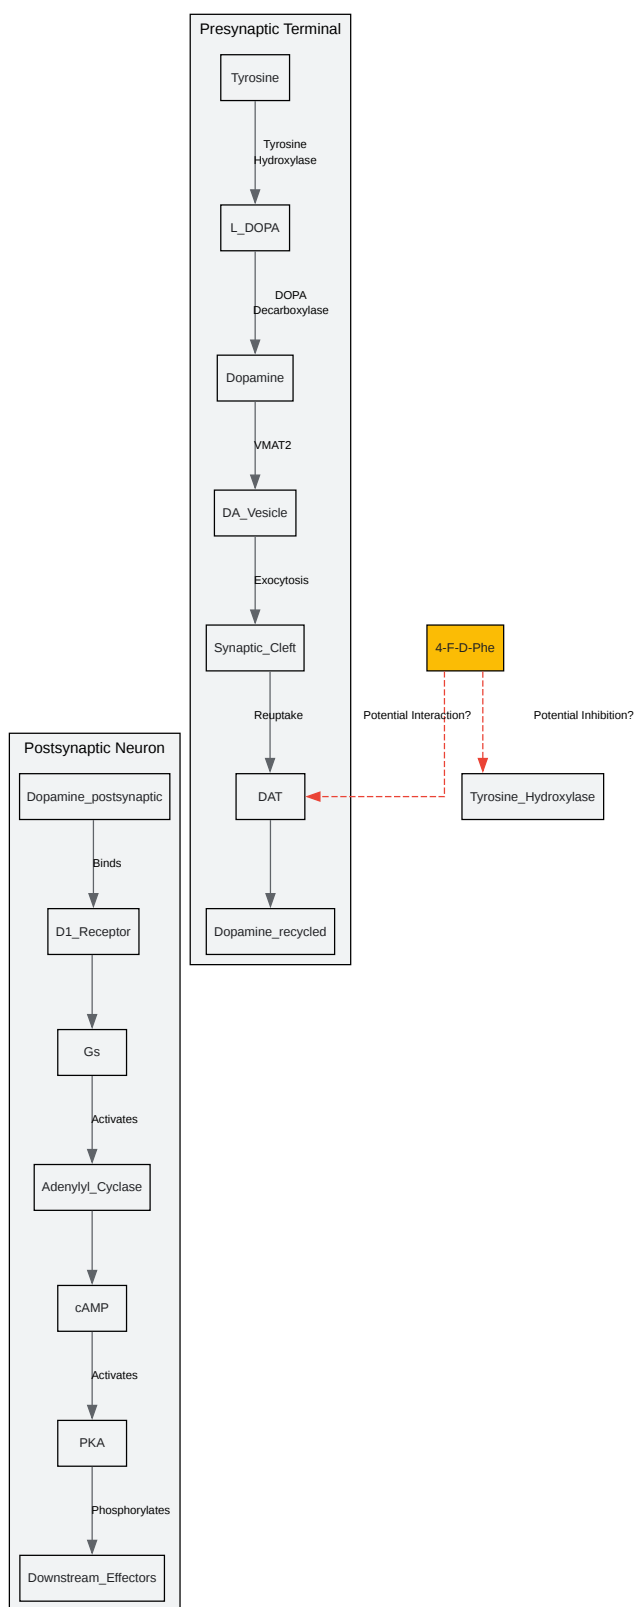 Presynaptic Terminal
Tyrosine
Tyrosine
Hydroxylase
L_DOPA
DOPA
Decarboxylase
Dopamine
VMAT2
DA_Vesicle
Exocytosis
Synaptic_Cleft
Reuptake
DAT
Dopamine_recycled
4-F-D-Phe
Potential Interaction?
Potential Inhibition?
Tyrosine_Hydroxylase
Postsynaptic Neuron
Dopamine_postsynaptic
Binds
D1_Receptor
Gs
Activates
Adenylyl_Cyclase
cAMP
Activates
PKA
Phosphorylates
Downstream_Effectors